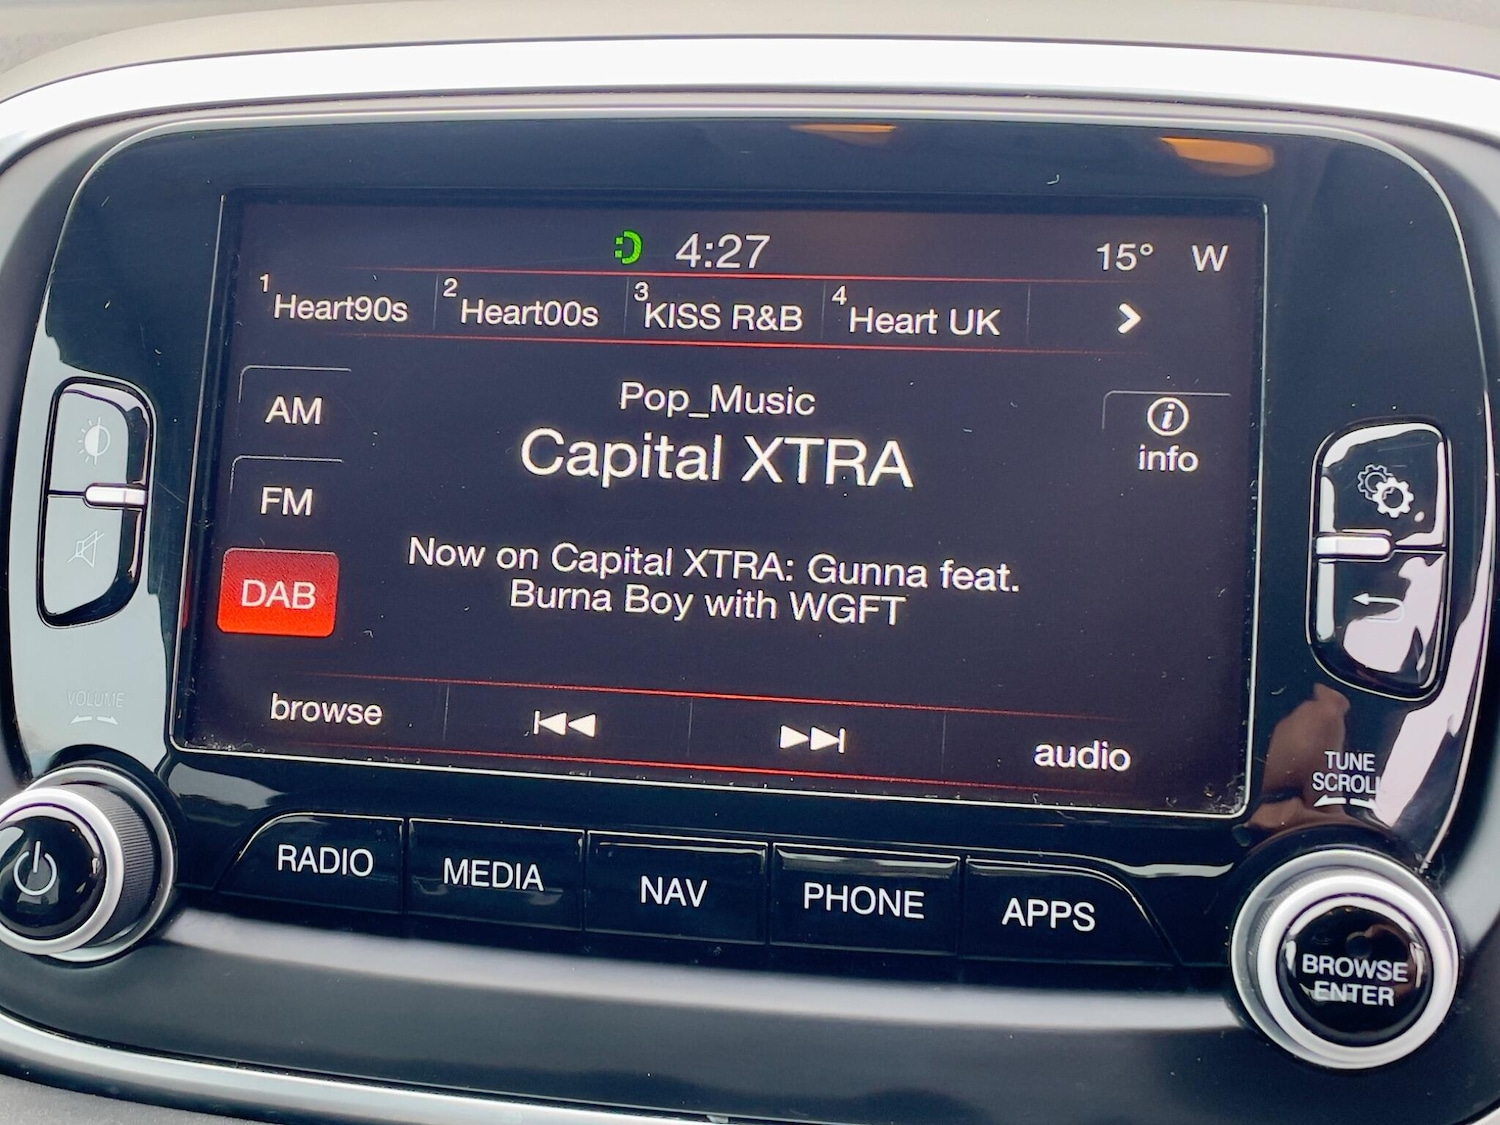 4:27
15° W
1 Heart90s 2 Heart00s 3 KISS R&B 4 Heart UK
AM
Pop_Music
info
Capital XTRA
FM
Now on Capital XTRA: Gunna feat.
Burna Boy with WGFT
DAB
browse
audio
VOLUME
TUNE
SCROLL
RADIO MEDIA NAV PHONE APPS
BROWSE
ENTER